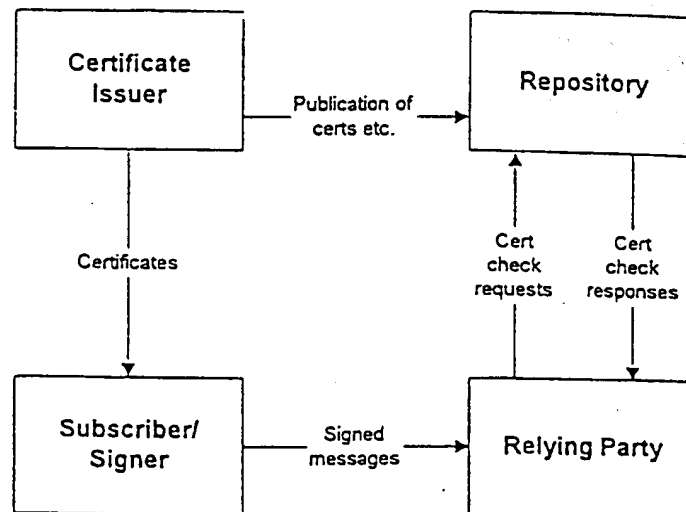 Certificate
Issuer
Repository
Publication of
certs etc.
Certificates
Cert
check
requests
Cert
check
responses
Subscriber/
Signer
Signed
messages
Relying Party